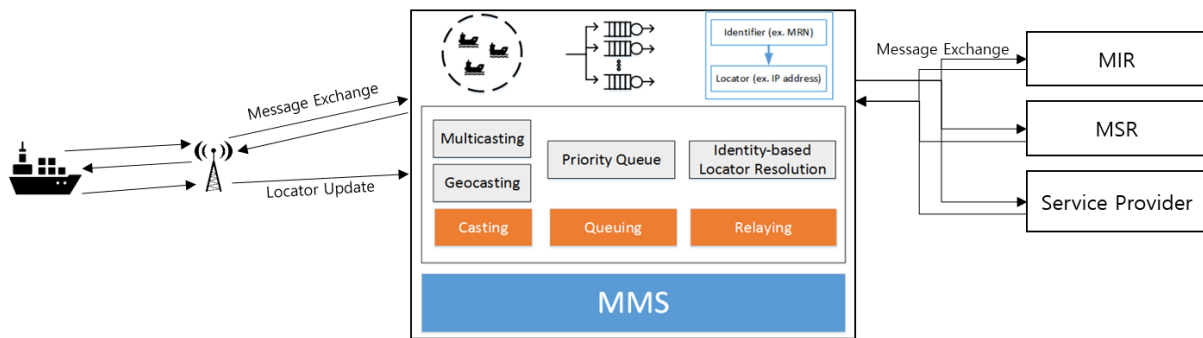 Message Exchange
Locator Update
Identifier (ex. MRN)
Locator (ex. IP address)
Multicasting
Geocasting
Priority Queue
Identity-based
Locator Resolution
Casting
Queuing
Relaying
MMS
Message Exchange
MIR
MSR
Service Provider